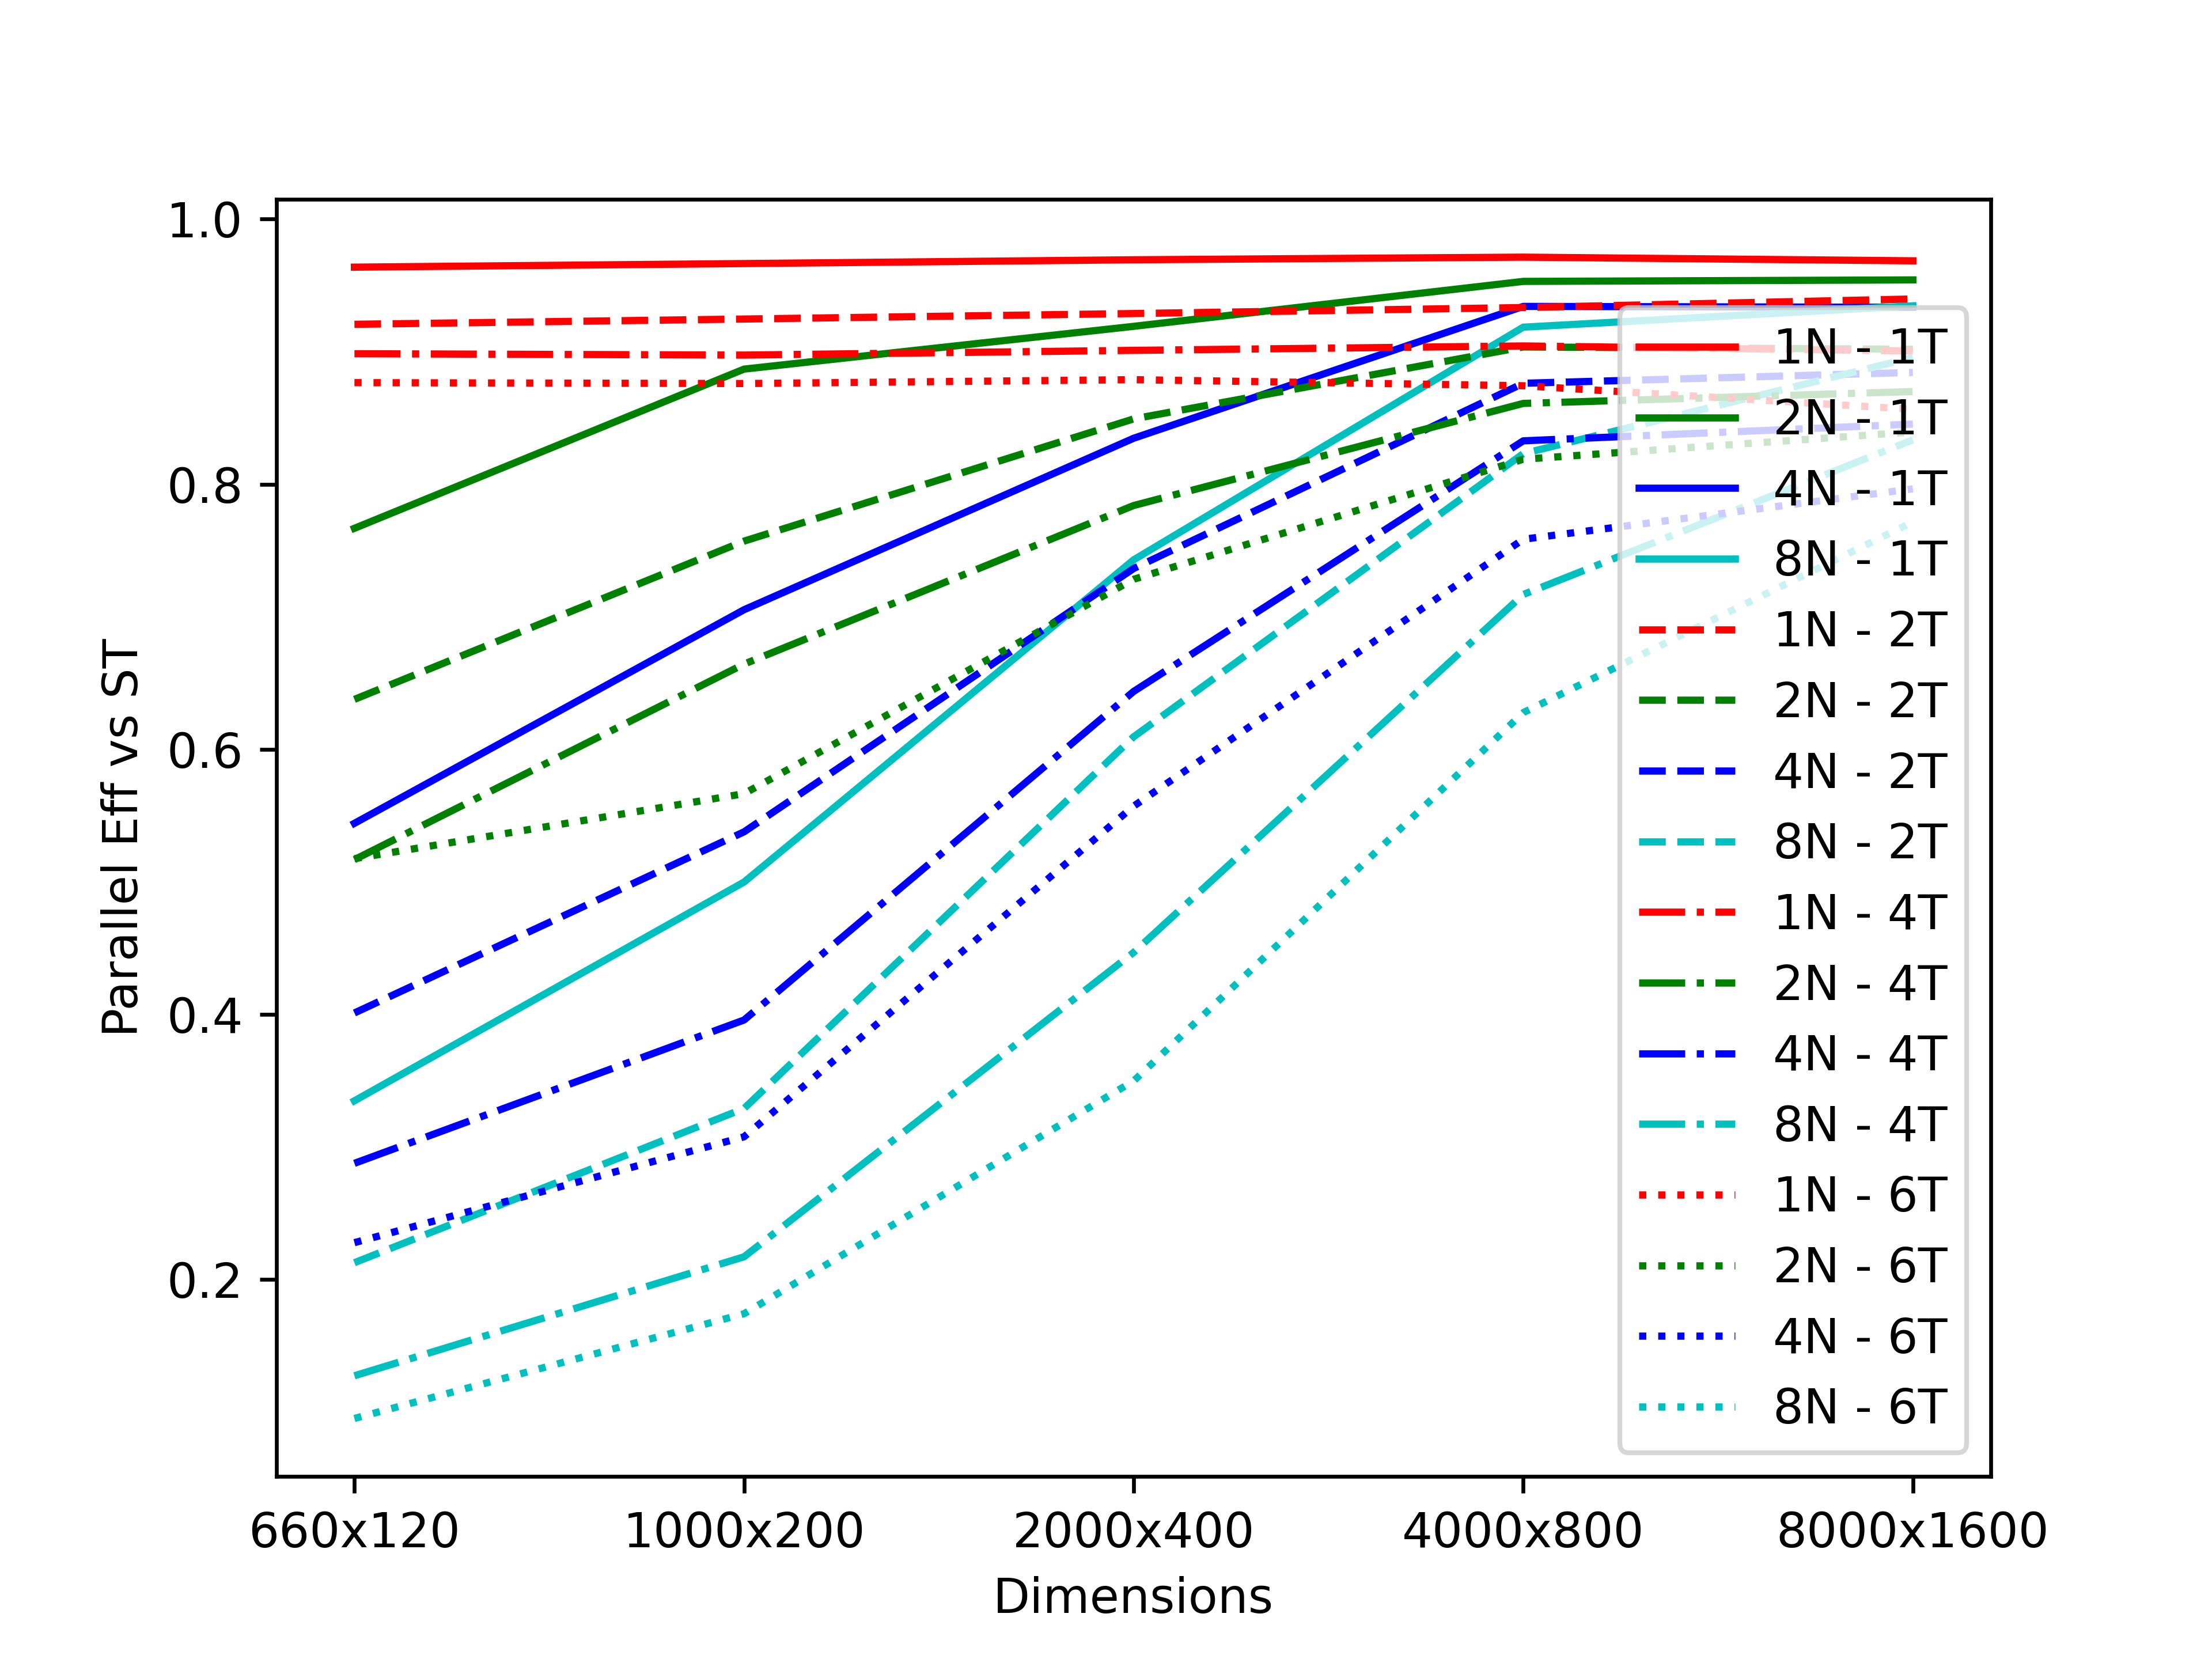 1.0
0.8
0.6
0.4
0.2
Parallel Eff vs ST
660x120
1000x200
2000x400
4000x800
8000x1600
Dimensions
1N - 1T
2N - 1T
4N - 1T
8N - 1T
1N - 2T
2N - 2T
4N - 2T
8N - 2T
1N - 4T
2N - 4T
4N - 4T
8N - 4T
1N - 6T
2N - 6T
4N - 6T
8N - 6T